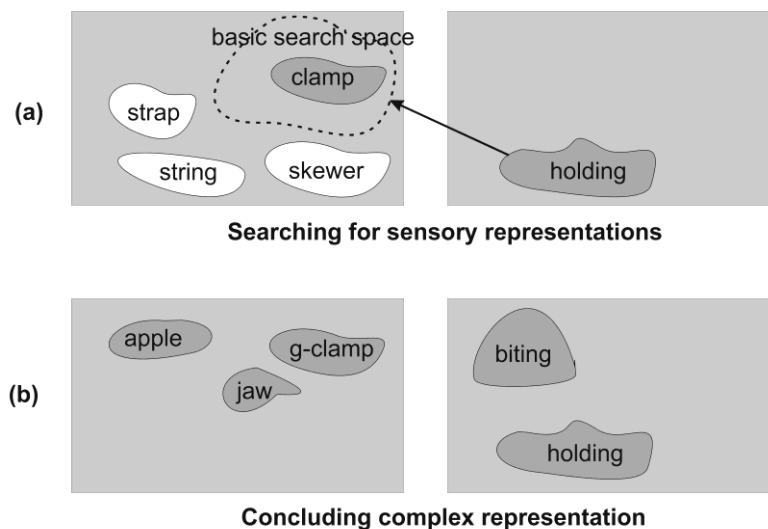 basic search space
clamp
strap
(a)
string
skewer
holding
Searching for sensory representations
apple
g-clamp
jaw
biting
(b)
holding
Concluding complex representation